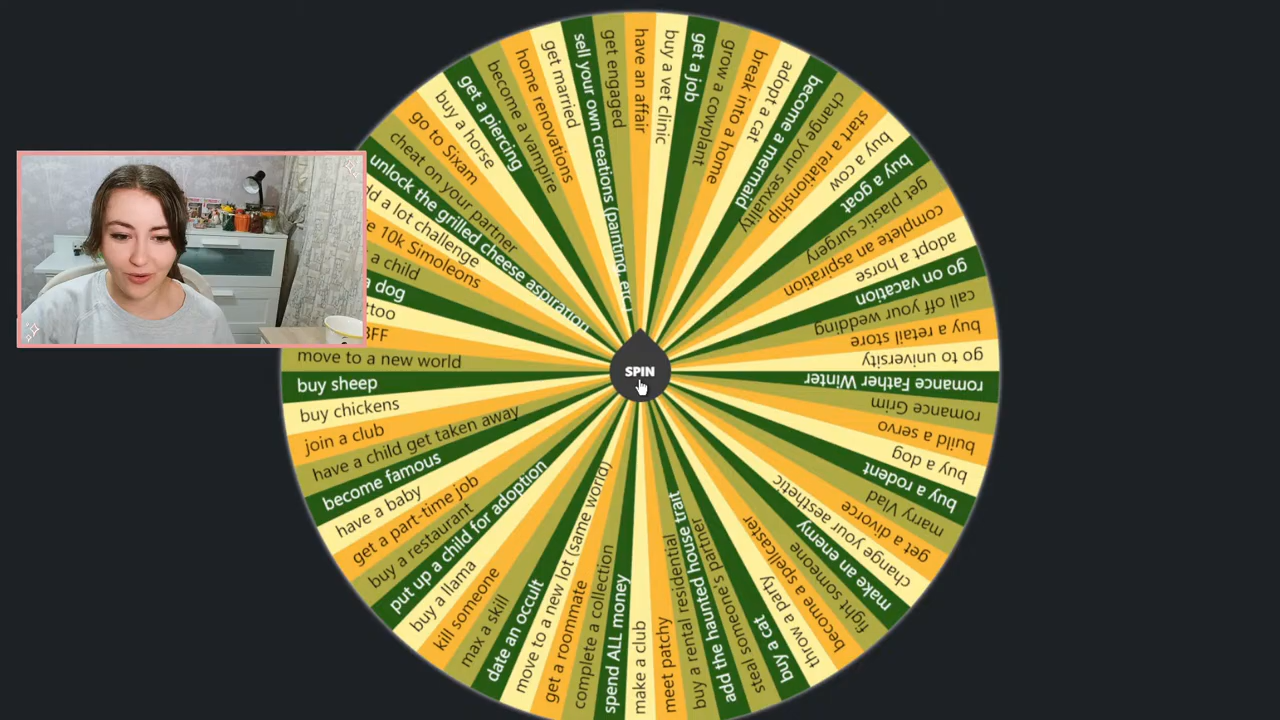 have an affair
buy a vet clinic
get a job
grow a cowplant
break into a home
adopt a cat
become a mermaid
change your sexuality
start a relationship
buy a cow
buy a goat
get plastic surgery
complete an aspiration
adopt a horse
go on vacation
call off your wedding
buy a retail store
go to university
romance Father Winter
romance Grim
build a servo
buy a dog
buy a rodent
marry Vlad
get a divorce
change your aesthetic
make an enemy
fight someone
become a spellcaster
throw a party
buy a cat
steal someone's partner
add the haunted house trait
buy a rental residential
meet patchy
make a club
spend ALL money
complete a collection
get a roommate
move to a new lot (same world)
date an occult
max a skill
kill someone
buy a llama
put up a child for adoption
buy a restaurant
get a part-time job
have a baby
become famous
have a child get taken away
join a club
buy chickens
buy sheep
move to a new world
BFF
ttoo
a dog
a child
10k Simoleons
a lot challenge
unlock the grilled cheese aspiration
cheat on your partner
go to Sixam
buy a horse
get a piercing
become a vampire
home renovations
get married
sell your own creations (painting, etc.)
get engaged
SPIN